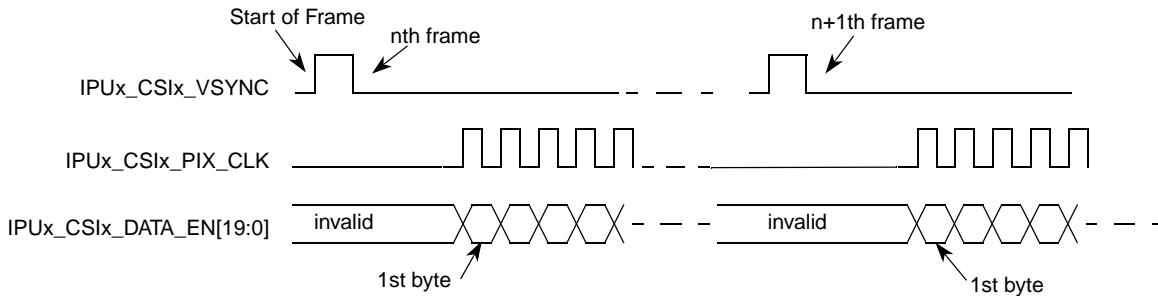 Start of Frame
nth frame
n+1th frame
IPUx_CSIx_VSYNC
IPUx_CSIx_PIX_CLK
IPUx_CSIx_DATA_EN[19:0]
invalid
invalid
1st byte
1st byte